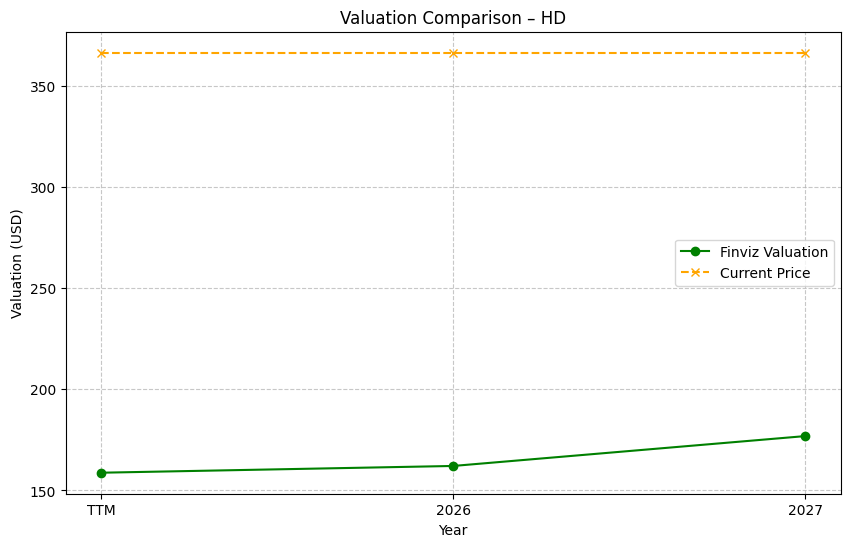 Valuation Comparison – HD
Valuation (USD)
350
300
250
200
150
Finviz Valuation
Current Price
TTM
2026
2027
Year